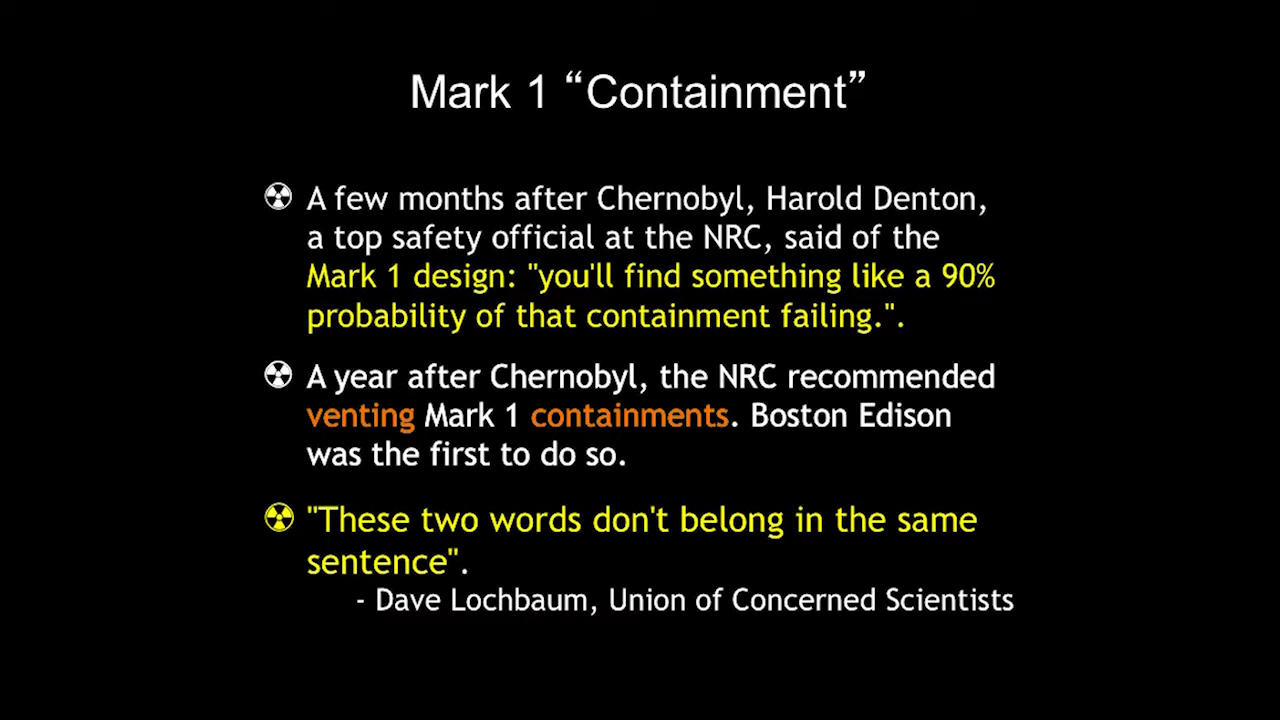 Mark 1 “Containment”
A few months after Chernobyl, Harold Denton,
a top safety official at the NRC, said of the
Mark 1 design: "you'll find something like a 90%
probability of that containment failing.".
A year after Chernobyl, the NRC recommended
venting Mark 1 containments. Boston Edison
was the first to do so.
"These two words don't belong in the same
sentence".
- Dave Lochbaum, Union of Concerned Scientists